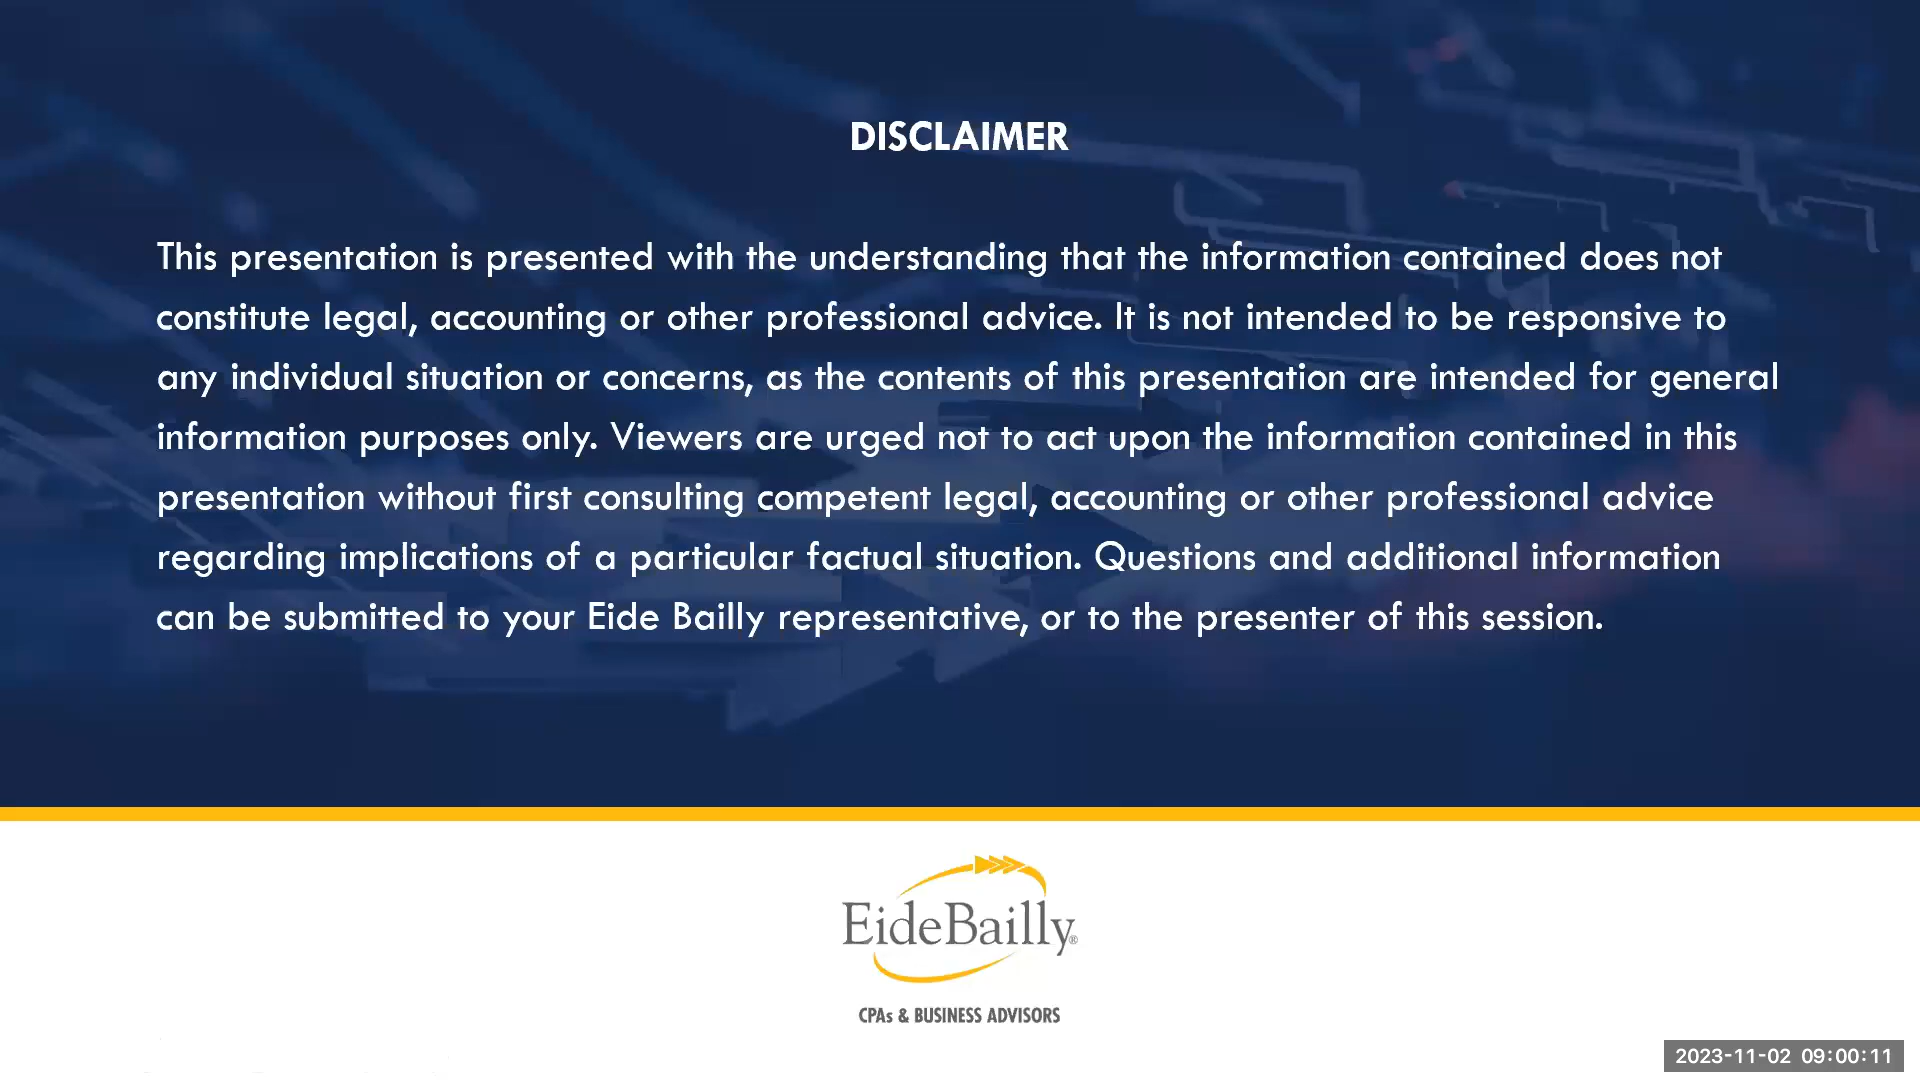 DISCLAIMER
This presentation is presented with the understanding that the information contained does not
constitute legal, accounting or other professional advice. It is not intended to be responsive to
any individual situation or concerns, as the contents of this presentation are intended for general
information purposes only. Viewers are urged not to act upon the information contained in this
presentation without first consulting competent legal, accounting or other professional advice
regarding implications of a particular factual situation. Questions and additional information
can be submitted to your Eide Bailly representative, or to the presenter of this session.
EideBailly®
CPAs & BUSINESS ADVISORS
2023-11-02 09:00:11